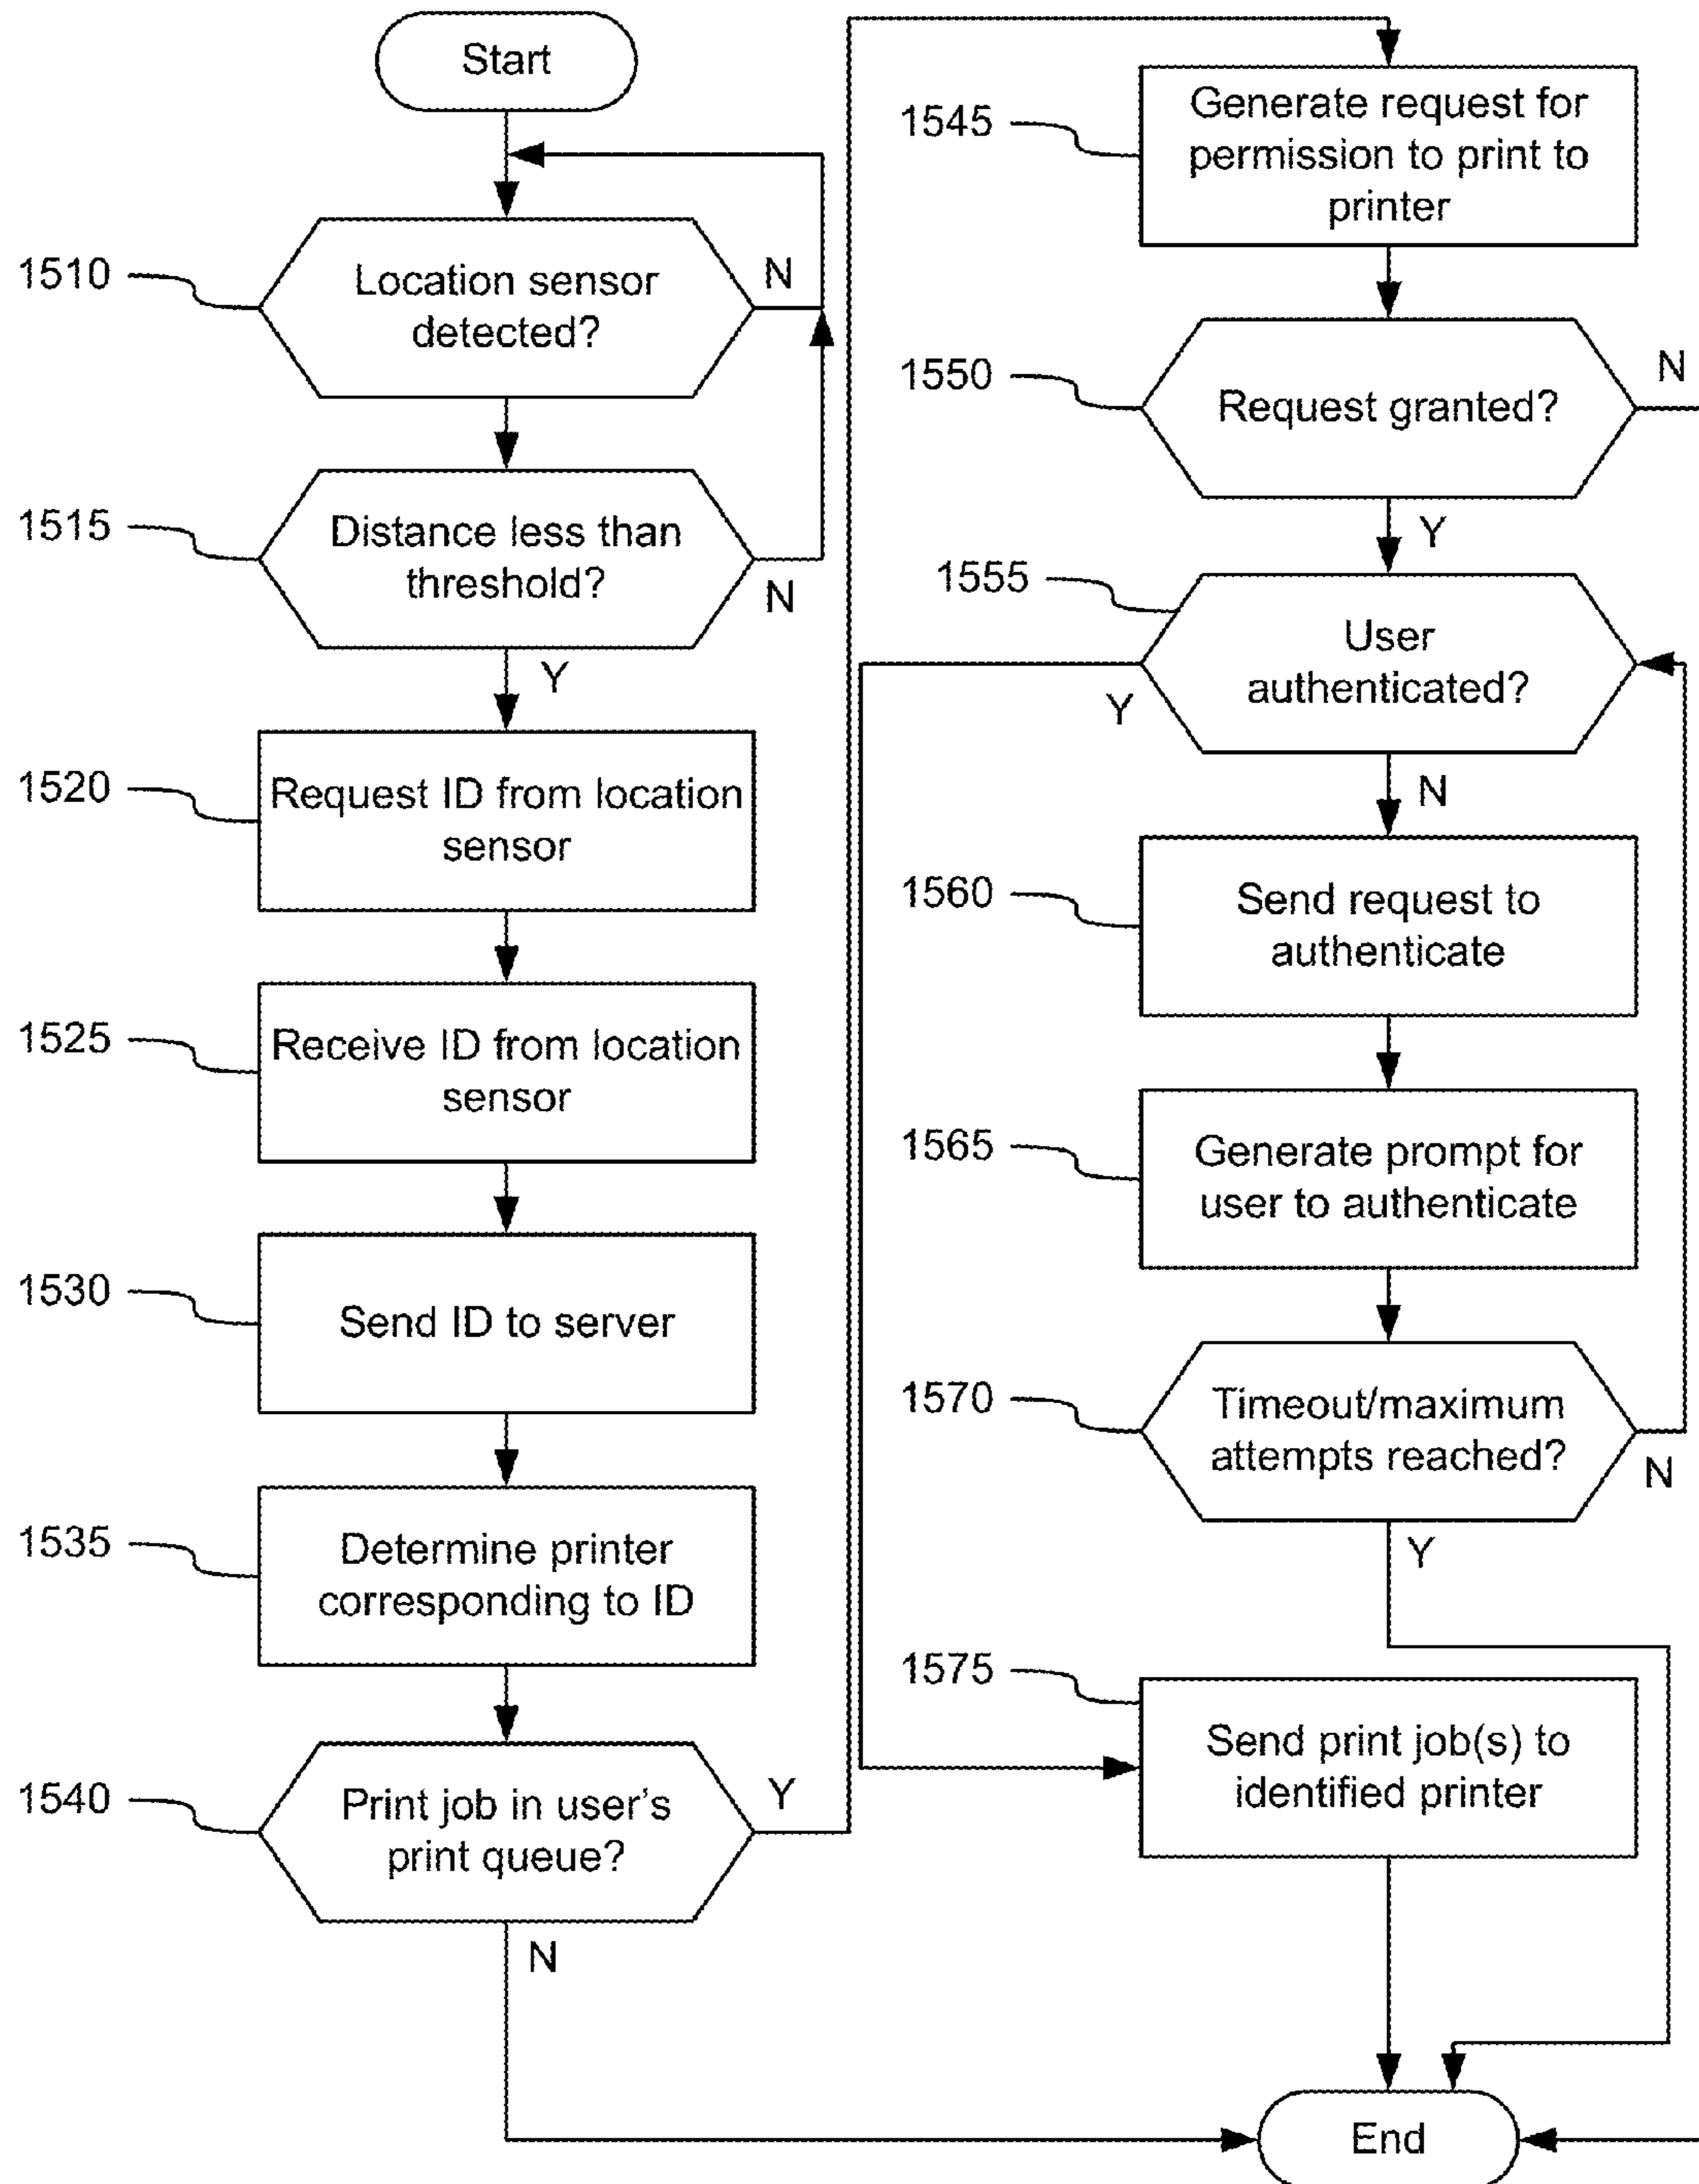 Start
1510
Location sensor
detected?
N
1515
Distance less than
threshold?
N
Y
1520
Request ID from location
sensor
1525
Receive ID from location
sensor
1530
Send ID to server
1535
Determine printer
corresponding to ID
1540
Print job in user's
print queue?
Y
N
1545
Generate request for
permission to print to
printer
1550
Request granted?
N
Y
1555
User
authenticated?
Y
N
1560
Send request to
authenticate
1565
Generate prompt for
user to authenticate
1570
Timeout/maximum
attempts reached?
N
Y
1575
Send print job(s) to
identified printer
End